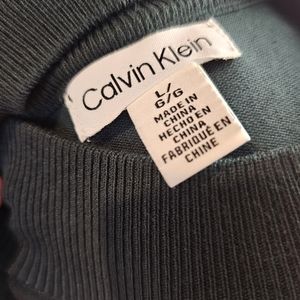 Calvin Klein
L/
G/G
MADE IN
CHINA
HECHO EN
CHINA
FABRIQUÉ EN
CHINE